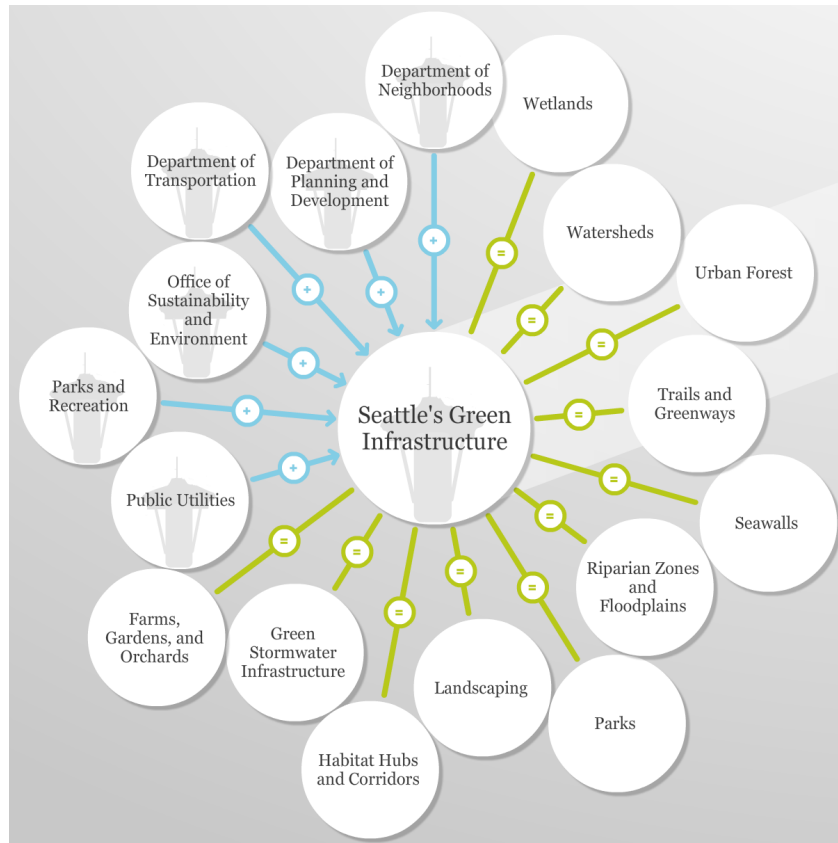 Department of
Neighborhoods
Wetlands
Department of
Transportation
Department of
Planning and
Development
Watersheds
Urban Forest
Office of
Sustainability
and
Environment
Parks and
Recreation
Seattle's Green
Infrastructure
Trails and
Greenways
Public Utilities
Seawalls
Riparian Zones
and
Floodplains
Farms,
Gardens, and
Orchards
Green
Stormwater
Infrastructure
Landscaping
Parks
Habitat Hubs
and Corridors
+
+
+
+
+
+
=
=
=
=
=
=
=
=
=
=
=